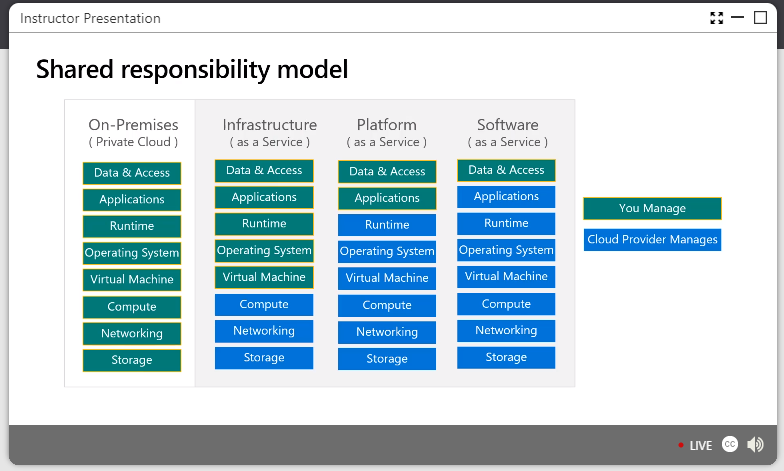 Instructor Presentation
Shared responsibility model
On-Premises
( Private Cloud )
Data & Access
Applications
Runtime
Operating System
Virtual Machine
Compute
Networking
Storage
Infrastructure
( as a Service )
Data & Access
Applications
Runtime
Operating System
Virtual Machine
Compute
Networking
Storage
Platform
( as a Service )
Data & Access
Applications
Runtime
Operating System
Virtual Machine
Compute
Networking
Storage
Software
( as a Service )
Data & Access
Applications
Runtime
Operating System
Virtual Machine
Compute
Networking
Storage
You Manage
Cloud Provider Manages
LIVE
CC